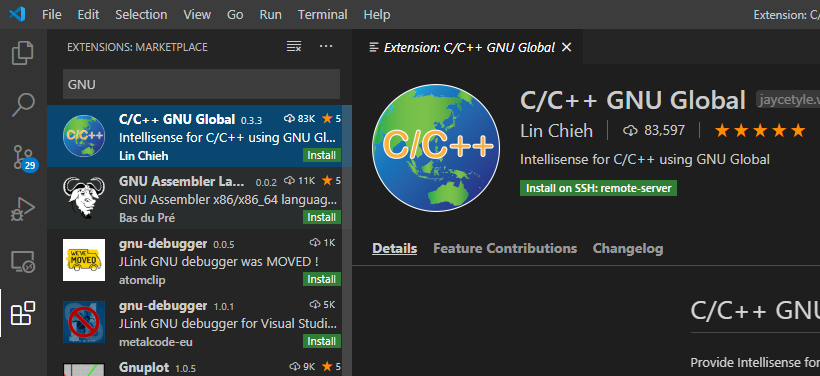 File Edit Selection View Go Run Terminal Help
Extension: C/
EXTENSIONS: MARKETPLACE
GNU
C/C++
C/C++ GNU Global 0.3.3 83K 5
Intellisense for C/C++ using GNU Gl...
Lin Chieh Install
29
GNU Assembler La... 0.0.2 11K 5
GNU Assembler x86/x86_64 languag...
Bas du Pré Install
WE'VE MOVED
gnu-debugger 0.0.5 1K
JLink GNU debugger was MOVED !
atomclip Install
gnu-debugger 1.0.1 5K
JLink GNU debugger for Visual Studi...
metalcode-eu Install
Gnuplot 1.0.5 9K 5
Extension: C/C++ GNU Global
C/C++
C/C++ GNU Global jaycetyle.v
Lin Chieh 83,597
Intellisense for C/C++ using GNU Global
Install on SSH: remote-server
Details Feature Contributions Changelog
C/C++ GNU
Provide Intellisense for